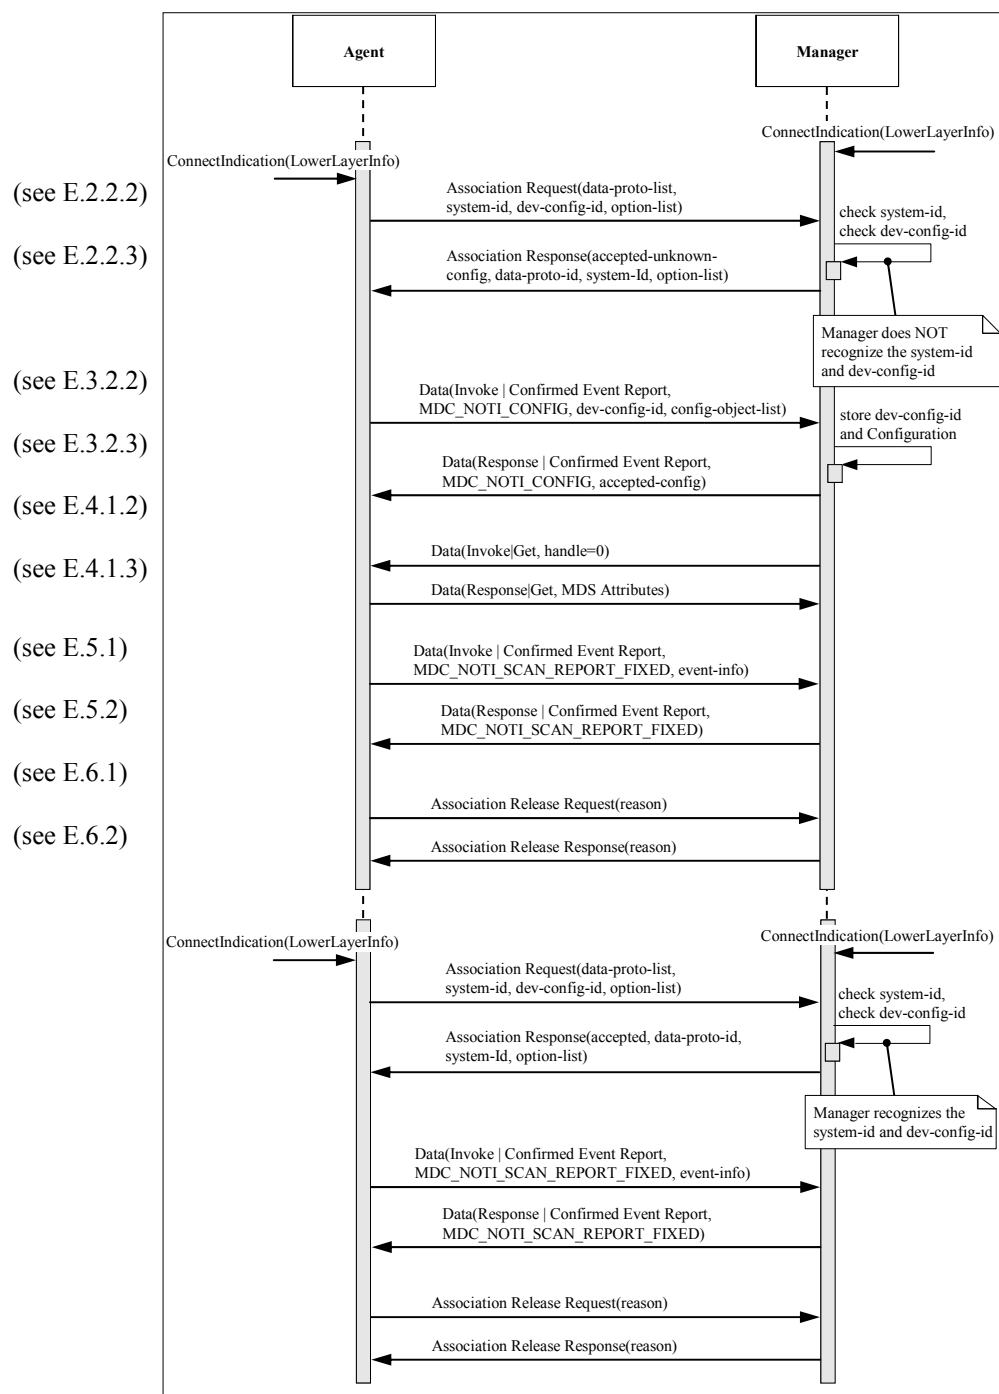 Agent
Manager
ConnectIndication(LowerLayerInfo)
ConnectIndication(LowerLayerInfo)
(see E.2.2.2)
Association Request(data-proto-list,
system-id, dev-config-id, option-list)
check system-id,
check dev-config-id
(see E.2.2.3)
Association Response(accepted-unknown-
config, data-proto-id, system-Id, option-list)
Manager does NOT
recognize the system-id
and dev-config-id
(see E.3.2.2)
Data(Invoke | Confirmed Event Report,
MDC_NOTI_CONFIG, dev-config-id, config-object-list)
store dev-config-id
and Configuration
(see E.3.2.3)
Data(Response | Confirmed Event Report,
MDC_NOTI_CONFIG, accepted-config)
(see E.4.1.2)
Data(Invoke|Get, handle=0)
(see E.4.1.3)
Data(Response|Get, MDS Attributes)
(see E.5.1)
Data(Invoke | Confirmed Event Report,
MDC_NOTI_SCAN_REPORT_FIXED, event-info)
(see E.5.2)
Data(Response | Confirmed Event Report,
MDC_NOTI_SCAN_REPORT_FIXED)
(see E.6.1)
Association Release Request(reason)
(see E.6.2)
Association Release Response(reason)
ConnectIndication(LowerLayerInfo)
ConnectIndication(LowerLayerInfo)
Association Request(data-proto-list,
system-id, dev-config-id, option-list)
check system-id,
check dev-config-id
Association Response(accepted, data-proto-id,
system-Id, option-list)
Manager recognizes the
system-id and dev-config-id
Data(Invoke | Confirmed Event Report,
MDC_NOTI_SCAN_REPORT_FIXED, event-info)
Data(Response | Confirmed Event Report,
MDC_NOTI_SCAN_REPORT_FIXED)
Association Release Request(reason)
Association Release Response(reason)